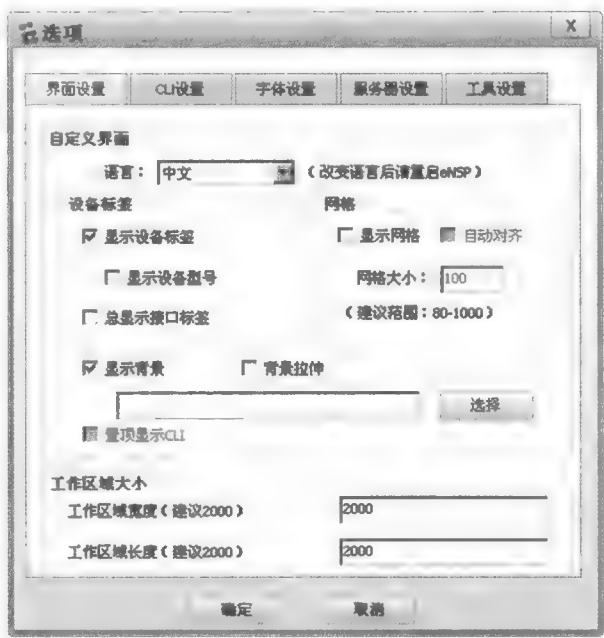 选项
X
界面设置 CLI设置 字体设置 服务器设置 工具设置
自定义界面
语言： 中文 （改变语言后请重启eNSP）
设备标签 网格
显示设备标签 显示网格 自动对齐
显示设备型号 网格大小： 100
总显示接口标签 （建议范围：80-1000）
显示背景 背景拉伸
选择
置顶显示CLI
工作区域大小
工作区域宽度（建议2000） 2000
工作区域长度（建议2000） 2000
确定 取消